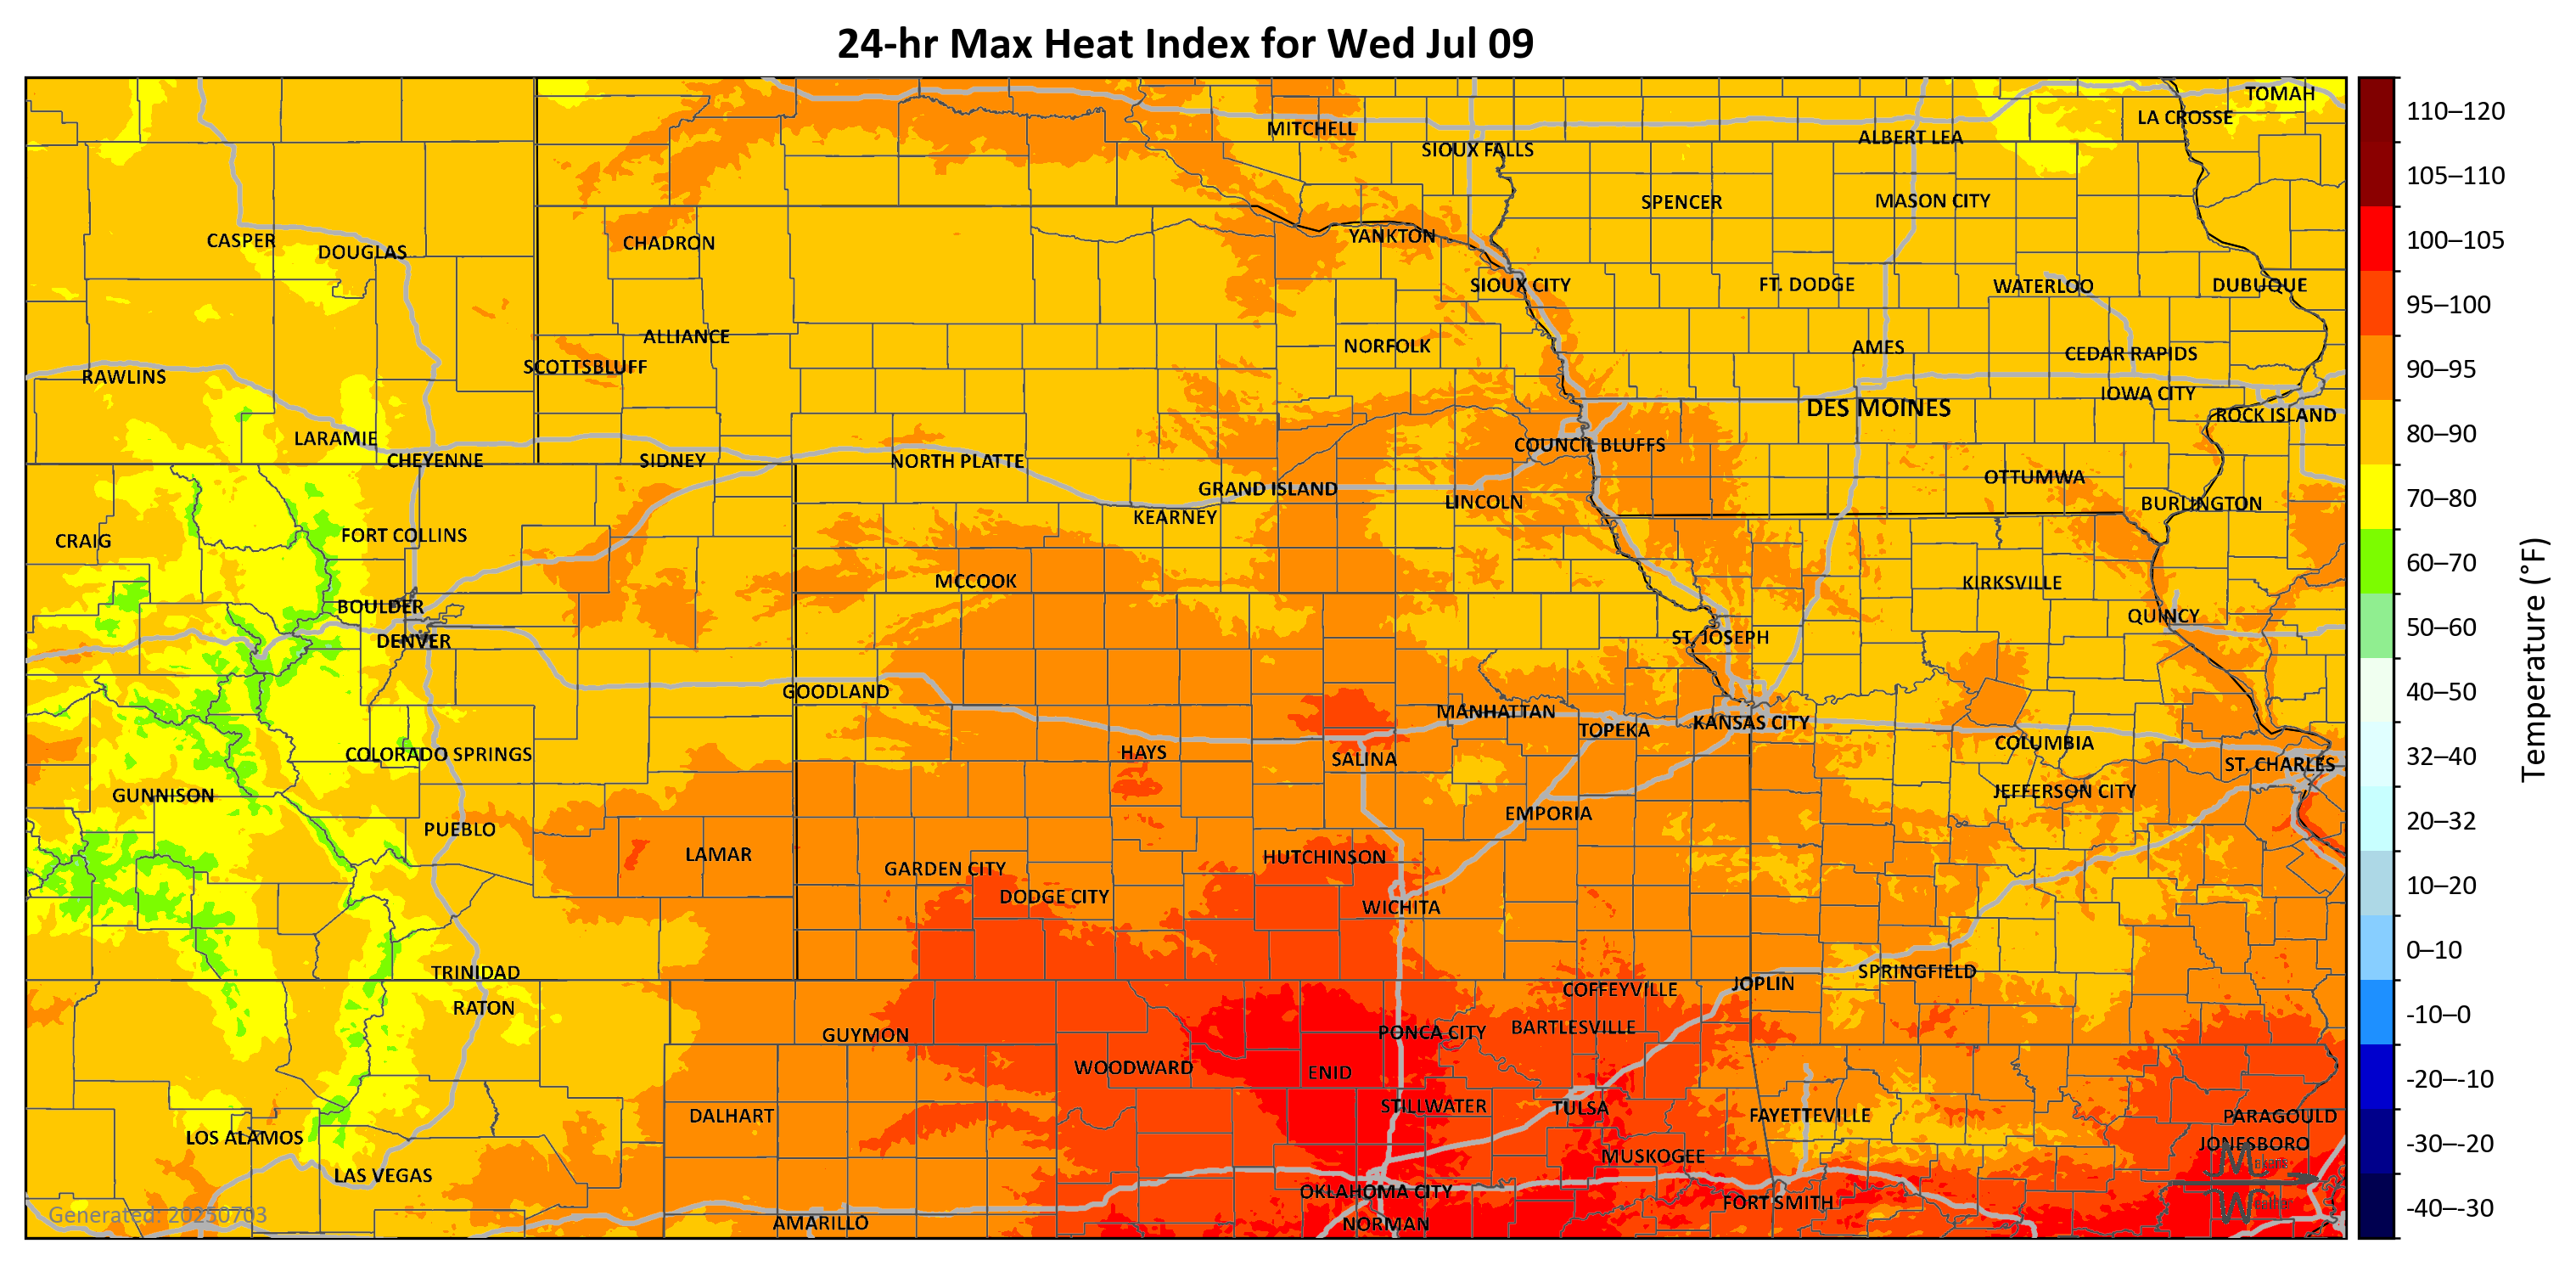 24-hr Max Heat Index for Wed Jul 09
TOMAH
LA CROSSE
MITCHELL
ALBERT LEA
SIOUX FALLS
SPENCER
MASON CITY
CASPER
DOUGLAS
CHADRON
YANKTON
SIOUX CITY
FT. DODGE
WATERLOO
DUBUQUE
ALLIANCE
NORFOLK
AMES
CEDAR RAPIDS
SCOTTSBLUFF
RAWLINS
IOWA CITY
DES MOINES
ROCK ISLAND
LARAMIE
COUNCIL BLUFFS
CHEYENNE
SIDNEY
NORTH PLATTE
OTTUMWA
GRAND ISLAND
LINCOLN
BURLINGTON
KEARNEY
FORT COLLINS
CRAIG
MCCOOK
KIRKSVILLE
BOULDER
QUINCY
DENVER
ST. JOSEPH
GOODLAND
MANHATTAN
KANSAS CITY
TOPEKA
COLUMBIA
COLORADO SPRINGS
HAYS
SALINA
ST. CHARLES
GUNNISON
JEFFERSON CITY
EMPORIA
PUEBLO
LAMAR
HUTCHINSON
GARDEN CITY
DODGE CITY
WICHITA
TRINIDAD
SPRINGFIELD
JOPLIN
COFFEYVILLE
RATON
GUYMON
PONCA CITY
BARTLESVILLE
WOODWARD
ENID
STILLWATER
TULSA
DALHART
FAYETTEVILLE
PARAGOULD
LOS ALAMOS
JONESBORO
MUSKOGEE
LAS VEGAS
OKLAHOMA CITY
FORT SMITH
AMARILLO
NORMAN
Generated: 20250703
110–120
105–110
100–105
95–100
90–95
80–90
70–80
60–70
50–60
40–50
32–40
20–32
10–20
0–10
-10–0
-20–-10
-30–-20
-40–-30
Temperature (°F)